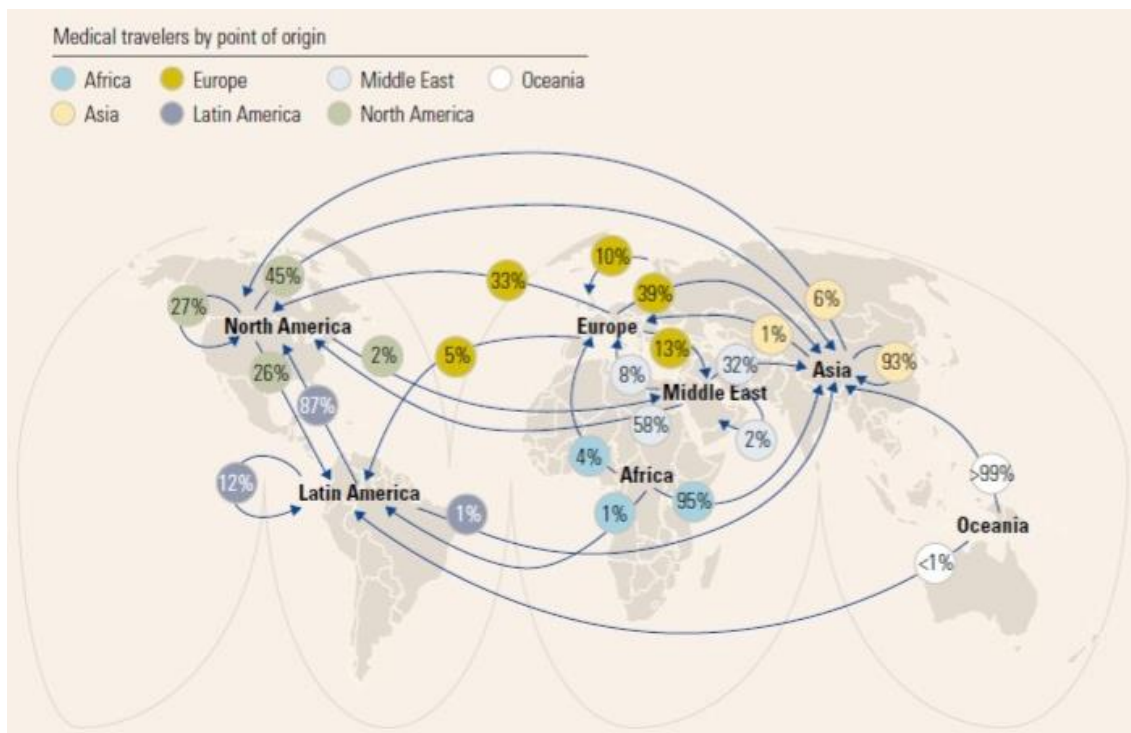 Medical travelers by point of origin
Africa Europe Middle East Oceania
Asia Latin America North America
10%
45% 33%
39% 6%
27%
North America Europe 1%
2% 5% 13% 32% Asia 93%
26% 8% Middle East
87%
58% 2%
4%
Africa >99%
12% Latin America
1% 1% 95%
Oceania
<1%